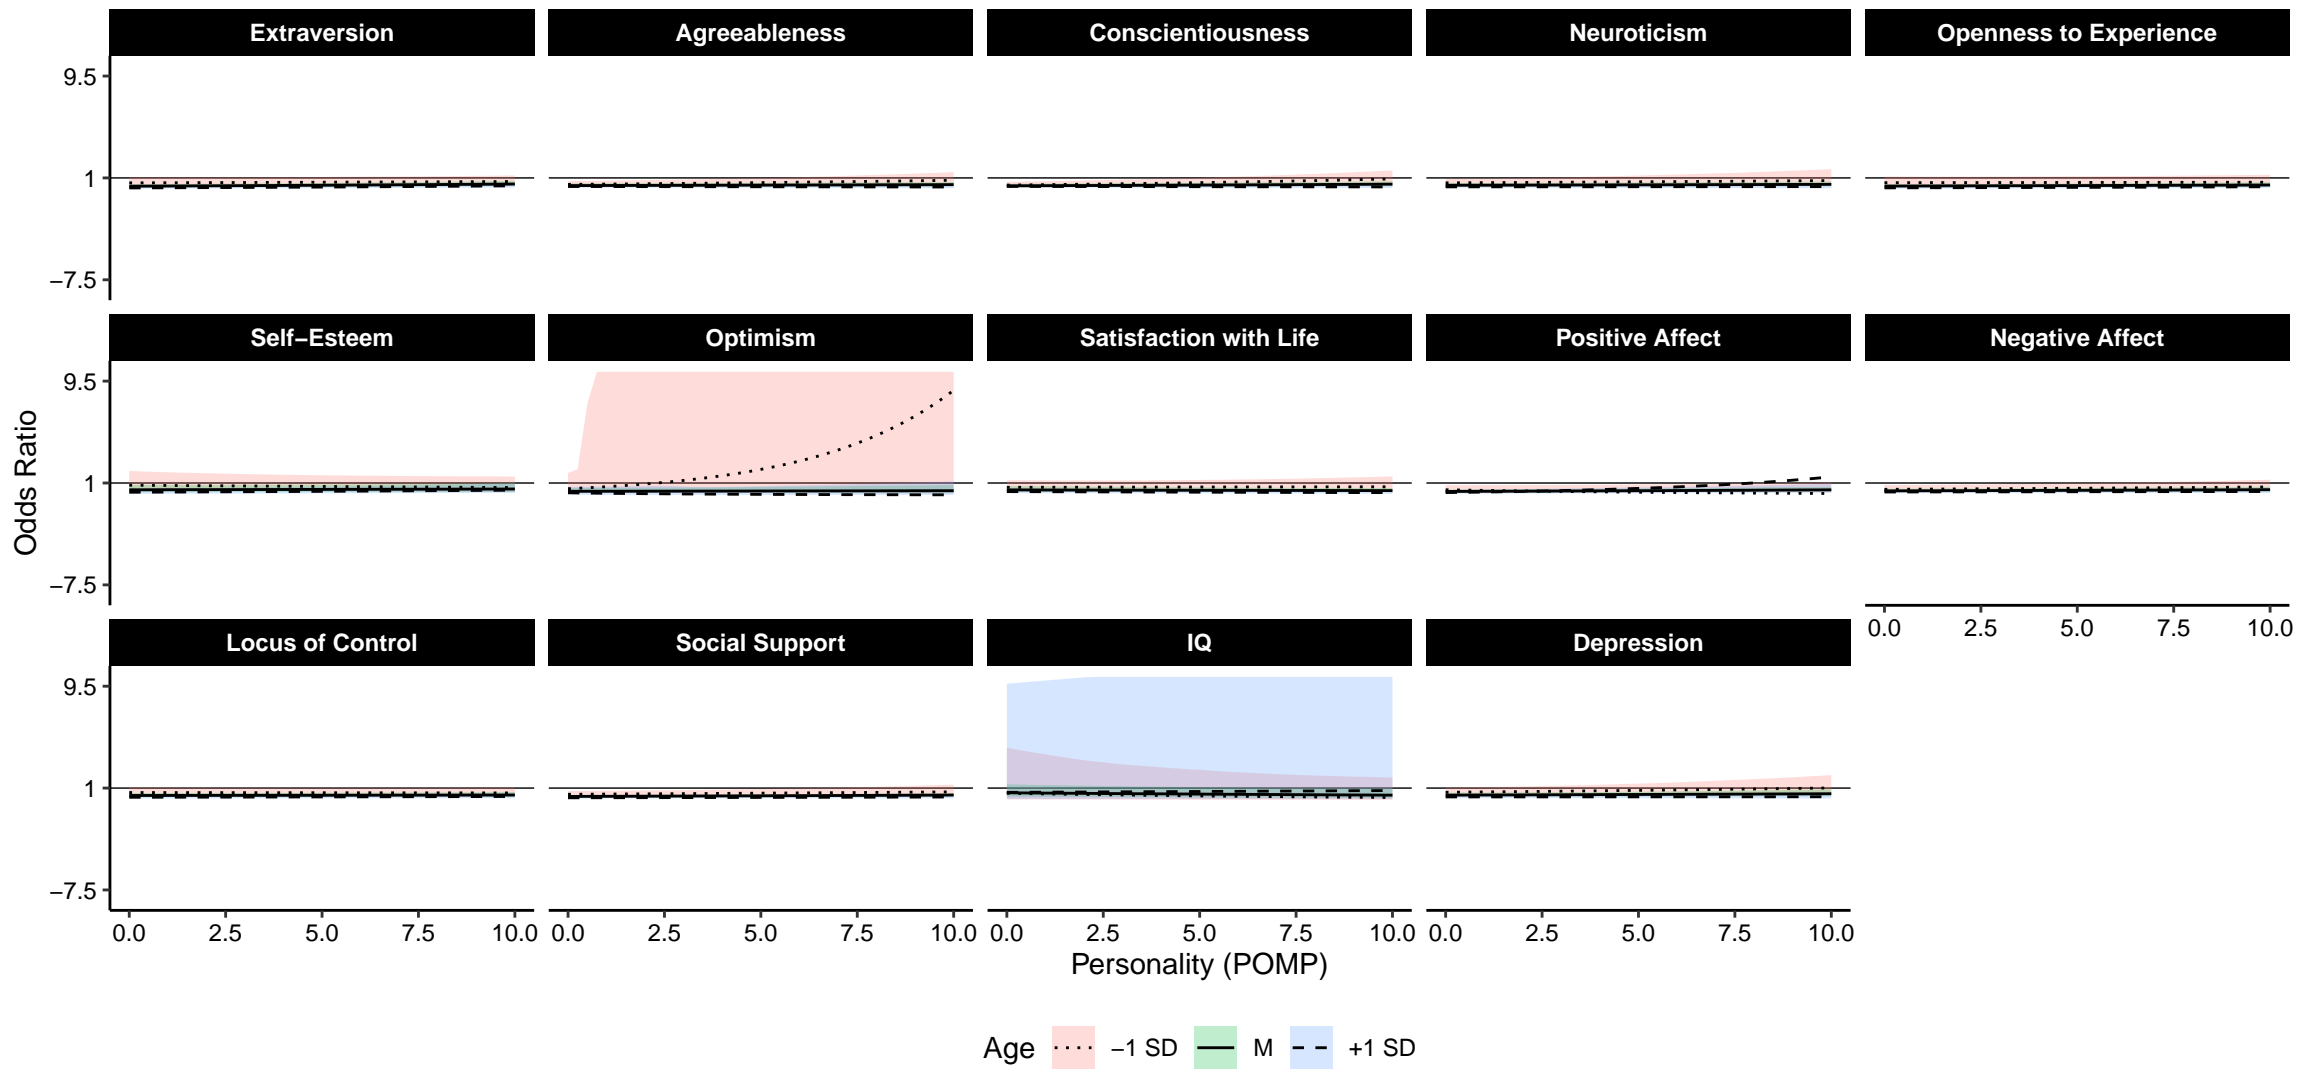 Extraversion Agreeableness Conscientiousness Neuroticism Openness to Experience
9.5
1
−7.5
Self−Esteem Optimism Satisfaction with Life Positive Affect Negative Affect
9.5
1
−7.5
0.0 2.5 5.0 7.5 10.0
Odds Ratio
Locus of Control Social Support IQ Depression
9.5
1
−7.5
0.0 2.5 5.0 7.5 10.0 0.0 2.5 5.0 7.5 10.0 0.0 2.5 5.0 7.5 10.0 0.0 2.5 5.0 7.5 10.0
Personality (POMP)
Age −1 SD M +1 SD